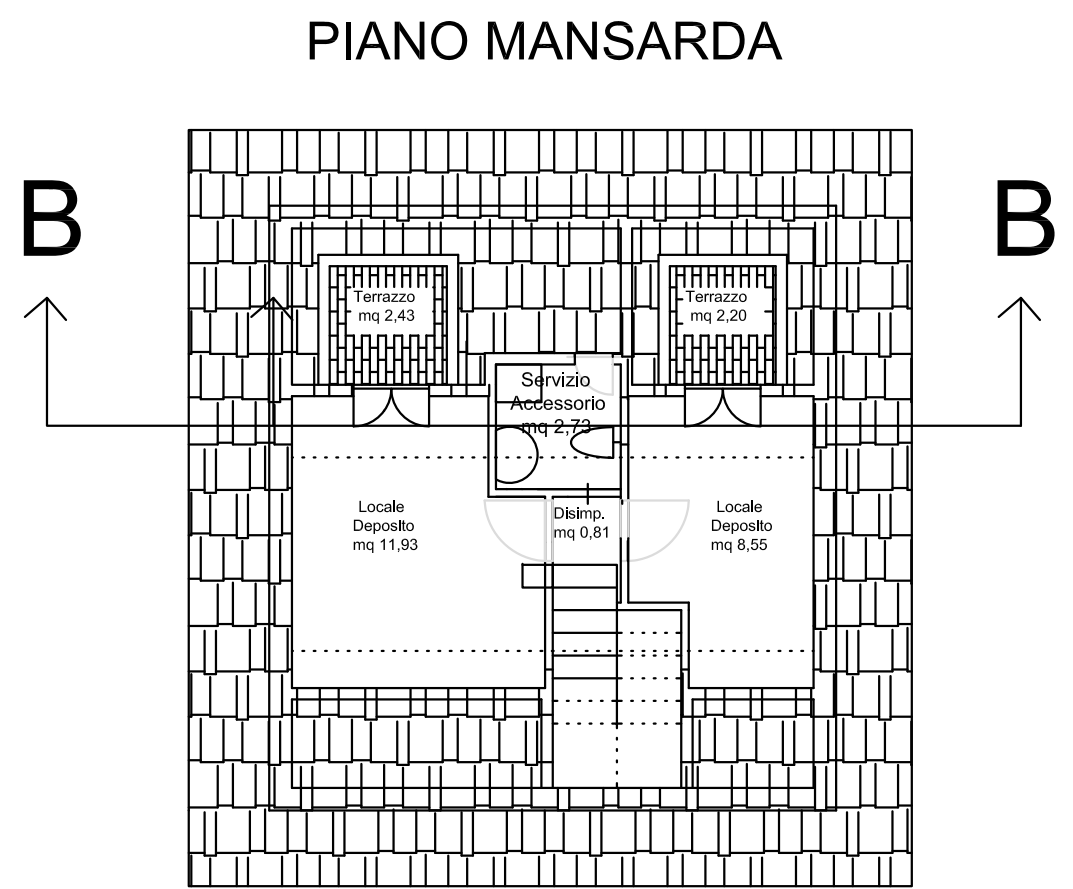 PIANO MANSARDA
B
B
Terrazzo
mq 2,43
Terrazzo
mq 2,20
Servizio
Accessorio
mq 2,73
Locale
Deposito
mq 11,93
Disimp.
mq 0,81
Locale
Deposito
mq 8,55